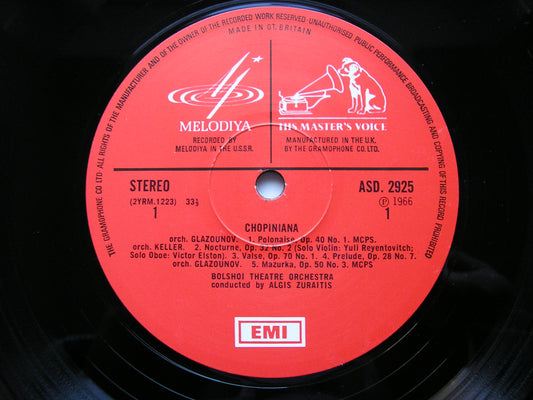 THE GRAMOPHONE CO LTD. ALL RIGHTS OF THE MANUFACTURER AND OF THE OWNER OF THE RECORDED WORK RESERVED · UNAUTHORISED PUBLIC PERFORMANCE BROADCASTING AND COPYING OF THIS RECORD PROHIBITED
MADE IN GT. BRITAIN
MELODIYA
HIS MASTER'S VOICE
RECORDED BY
MELODIYA IN THE U.S.S.R.
MANUFACTURED IN THE U.K.
BY THE GRAMOPHONE CO LTD.
STEREO
ASD. 2925
(2YRM.1223) 33⅓
Ⓟ 1966
1
1
CHOPINIANA
orch. GLAZOUNOV. 1. Polonaise, Op. 40 No. 1. MCPS.
orch. KELLER. 2. Nocturne, Op. 32 No. 2 (Solo Violin: Yuli Reyentovitch;
Solo Oboe: Victor Elston). 3. Valse, Op. 70 No. 1. 4. Prelude, Op. 28 No. 7.
orch. GLAZOUNOV. 5. Mazurka, Op. 50 No. 3. MCPS
BOLSHOI THEATRE ORCHESTRA
conducted by ALGIS ZURAITIS
EMI